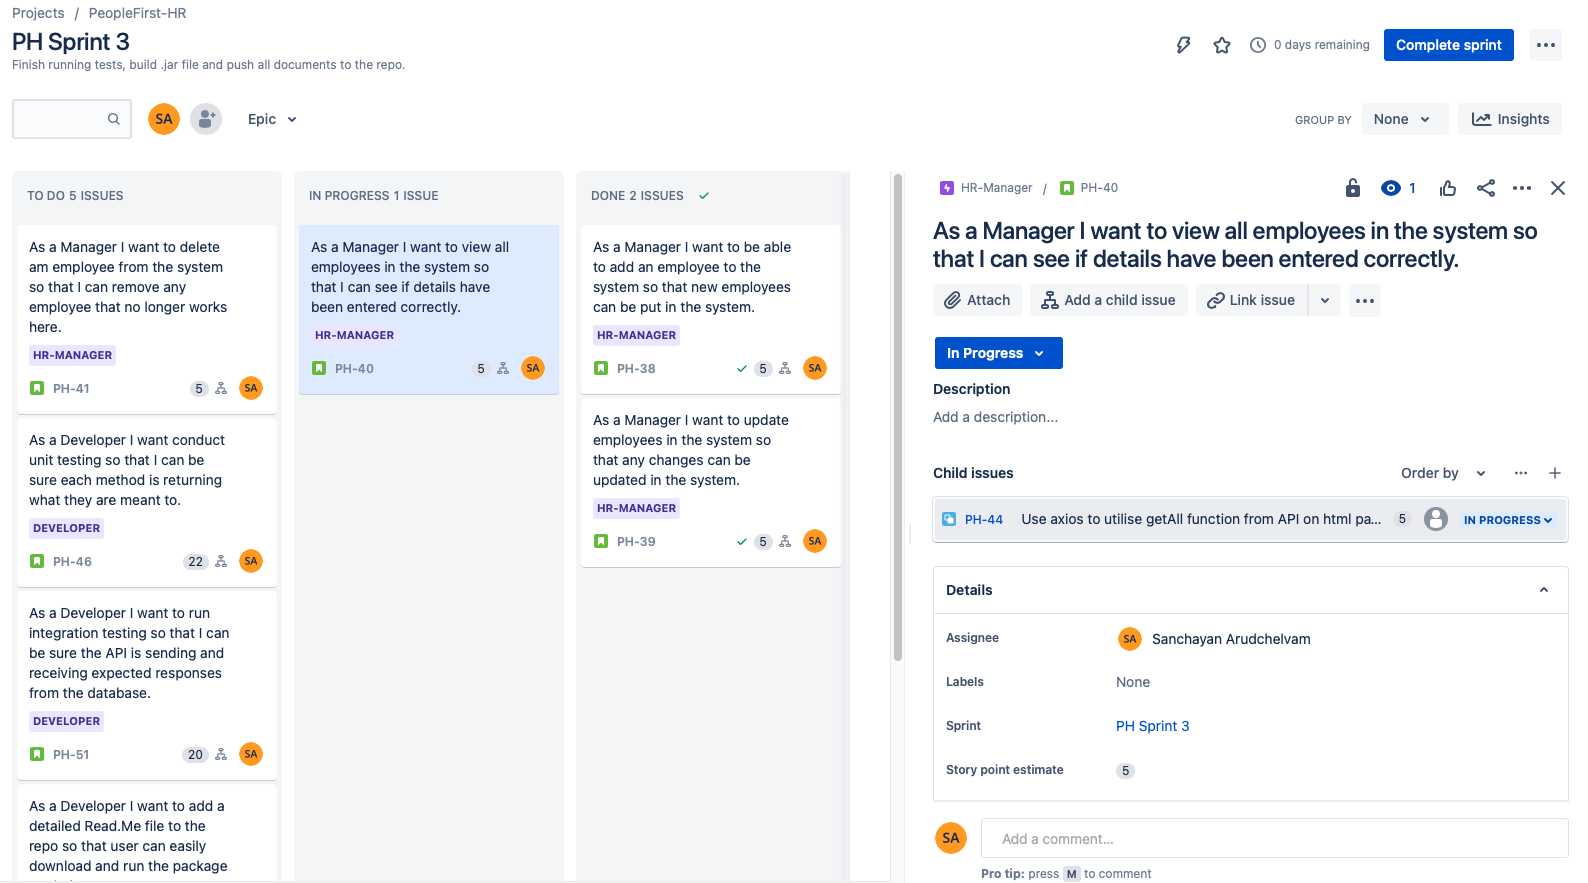 Projects / PeopleFirst-HR
PH Sprint 3
Finish running tests, build .jar file and push all documents to the repo.
0 days remaining
Complete sprint
SA
Epic
GROUP BY
None
Insights
TO DO 5 ISSUES
As a Manager I want to delete
am employee from the system
so that I can remove any
employee that no longer works
here.
HR-MANAGER
PH-41
5
SA
As a Developer I want conduct
unit testing so that I can be
sure each method is returning
what they are meant to.
DEVELOPER
PH-46
22
SA
As a Developer I want to run
integration testing so that I can
be sure the API is sending and
receiving expected responses
from the database.
DEVELOPER
PH-51
20
SA
As a Developer I want to add a
detailed Read.Me file to the
repo so that user can easily
download and run the package
IN PROGRESS 1 ISSUE
As a Manager I want to view all
employees in the system so
that I can see if details have
been entered correctly.
HR-MANAGER
PH-40
5
SA
DONE 2 ISSUES
As a Manager I want to be able
to add an employee to the
system so that new employees
can be put in the system.
HR-MANAGER
PH-38
5
SA
As a Manager I want to update
employees in the system so
that any changes can be
updated in the system.
HR-MANAGER
PH-39
5
SA
HR-Manager / PH-40
1
As a Manager I want to view all employees in the system so
that I can see if details have been entered correctly.
Attach
Add a child issue
Link issue
In Progress
Description
Add a description...
Child issues
Order by
PH-44 Use axios to utilise getAll function from API on html pa... 5 IN PROGRESS
Details
Assignee
SA Sanchayan Arudchelvam
Labels
None
Sprint
PH Sprint 3
Story point estimate
5
SA
Add a comment...
Pro tip: press M to comment